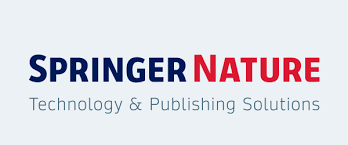 SPRINGER NATURE
Technology & Publishing Solutions